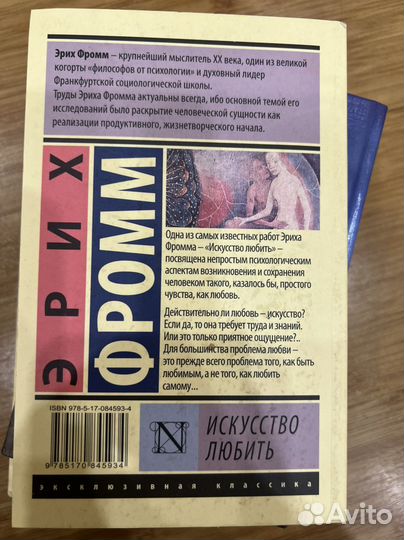 Эрих Фромм – крупнейший мыслитель XX века, один из великой
когорты «философов от психологии» и духовный лидер
Франкфуртской социологической школы.
Труды Эриха Фромма актуальны всегда, ибо основной темой его
исследований было раскрытие человеческой сущности как
реализации продуктивного, жизнетворческого начала.
ЭРИХ
ФРОММ
Одна из самых известных работ Эриха
Фромма – «Искусство любить» –
посвящена непростым психологическим
аспектам возникновения и сохранения
человеком такого, казалось бы, простого
чувства, как любовь.
Действительно ли любовь – искусство?
Если да, то она требует труда и знаний.
Или это только приятное ощущение?..
Для большинства проблема любви –
это прежде всего проблема того, как быть
любимым, а не того, как любить
самому...
ISBN 978-5-17-084593-4
9 785170 845934
N
ИСКУССТВО
ЛЮБИТЬ
эксклюзивная классика
Avito